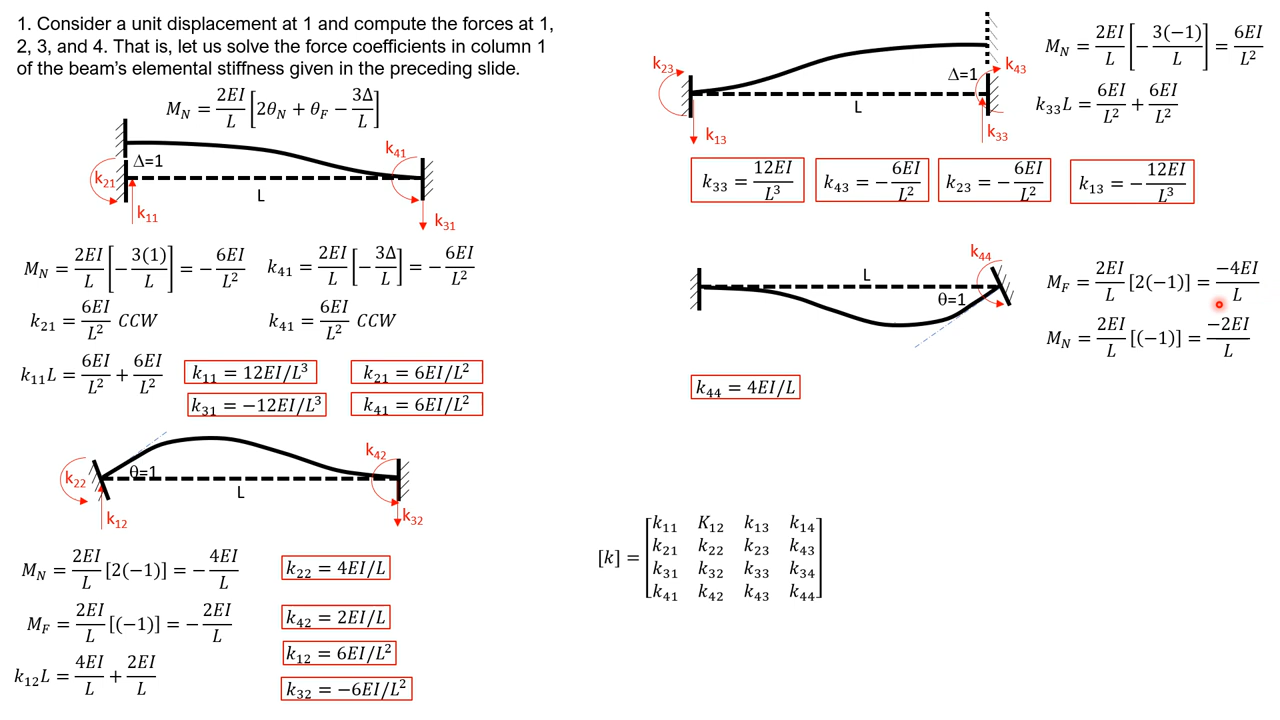 1. Consider a unit displacement at 1 and compute the forces at 1,
2, 3, and 4. That is, let us solve the force coefficients in column 1
of the beam's elemental stiffness given in the preceding slide.
M_N = 2EI/L [2θ_N + θ_F − 3Δ/L]
Δ=1
k21
k41
L
k11
k31
M_N = 2EI/L [−3(1)/L] = −6EI/L²
k₄₁ = 2EI/L [−3Δ/L] = −6EI/L²
k₂₁ = 6EI/L² CCW
k₄₁ = 6EI/L² CCW
k₁₁L = 6EI/L² + 6EI/L²
k₁₁ = 12EI/L³
k₂₁ = 6EI/L²
k₃₁ = −12EI/L³
k₄₁ = 6EI/L²
k42
k22
θ=1
L
k12
k32
M_N = 2EI/L [2(−1)] = −4EI/L
k₂₂ = 4EI/L
M_F = 2EI/L [(−1)] = −2EI/L
k₄₂ = 2EI/L
k₁₂ = 6EI/L²
k₁₂L = 4EI/L + 2EI/L
k₃₂ = −6EI/L²
k23
Δ=1
k43
L
k13
k33
M_N = 2EI/L [−3(−1)/L] = 6EI/L²
k₃₃L = 6EI/L² + 6EI/L²
k₃₃ = 12EI/L³
k₄₃ = −6EI/L²
k₂₃ = −6EI/L²
k₁₃ = −12EI/L³
k44
L
θ=1
M_F = 2EI/L [2(−1)] = −4EI/L
M_N = 2EI/L [(−1)] = −2EI/L
k₄₄ = 4EI/L
[k] =
k₁₁ K₁₂ k₁₃ k₁₄
k₂₁ k₂₂ k₂₃ k₄₃
k₃₁ k₃₂ k₃₃ k₃₄
k₄₁ k₄₂ k₄₃ k₄₄